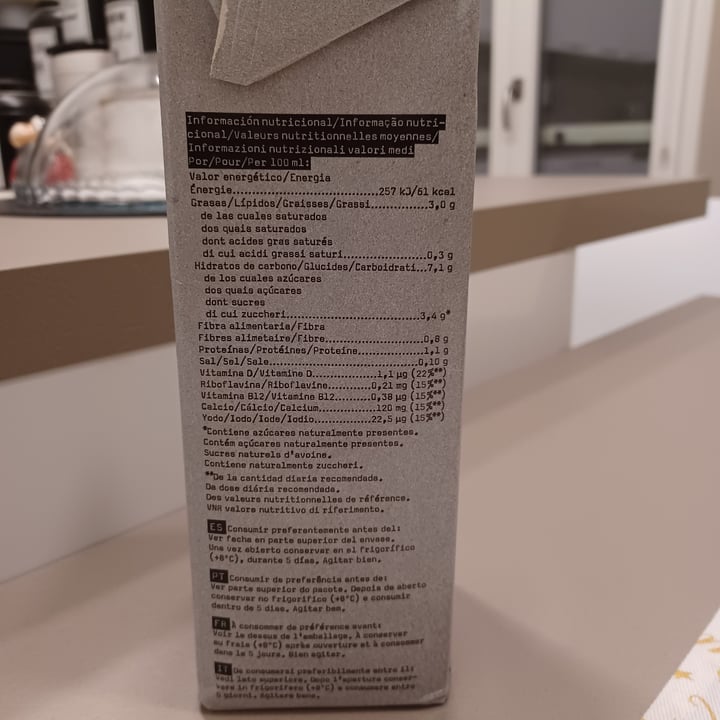 Información nutricional/Informação nutri-
cional/Valeurs nutritionnelles moyennes/
Informazioni nutrizionali valori medi
Por/Pour/Per 100 ml:
Valor energético/Energia
Énergie..............................257 kJ/61 kcal
Grasas/Lípidos/Graisses/Grassi............3,0 g
de las cuales saturados
dos quais saturados
dont acides gras saturés
di cui acidi grassi saturi.................0,3 g
Hidratos de carbono/Glucides/Carboidrati...7,1 g
de los cuales azúcares
dos quais açúcares
dont sucres
di cui zuccheri...........................3,4 g*
Fibra alimentaria/Fibra
Fibres alimetaire/Fibre...................0,8 g
Proteínas/Protéines/Proteine..............1,1 g
Sal/Sel/Sale..............................0,10 g
Vitamina D/Vitamine D.............1,1 µg (22%**)
Riboflavina/Riboflavine.........0,21 mg (15%**)
Vitamina B12/Vitamine B12.......0,38 µg (15%**)
Calcio/Cálcio/Calcium............120 mg (15%**)
Yodo/Iodo/Iode/Iodio............22,5 µg (15%**)
*Contiene azúcares naturalmente presentes.
Contém açúcares naturalmente presentes.
Sucres naturels d'avoine.
Contiene naturalmente zuccheri.
**De la cantidad diaria recomendada.
Da dose diária recomendada.
Des valeurs nutritionnelles de référence.
VNR valore nutritivo di riferimento.
ES Consumir preferentemente antes del:
Ver fecha en parte superior del envase.
Una vez abierto conservar en el frigorífico
(+8°C), durante 5 días. Agitar bien.
PT Consumir de preferência antes de:
Ver parte superior do pacote. Depois de aberto
conservar no frigorífico (+8°C) e consumir
dentro de 5 dias. Agitar bem.
FR À consommer de préférence avant:
Voir le dessus de l'emballage. À conserver
au frais (+8°C) après ouverture et à consommer
dans le 5 jours. Bien agiter.
IT Da consumarsi preferibilmente entro il:
Vedi lato superiore. Dopo l'apertura conser-
vare in frigorifero (+8°C) e consumare entro
5 giorni. Agitare bene.